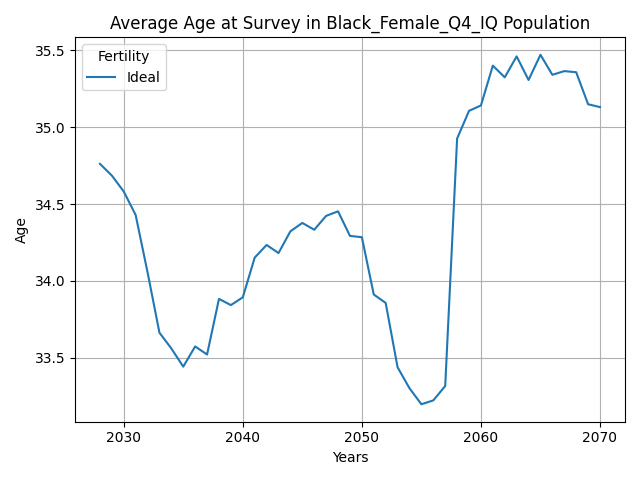 Average Age at Survey in Black_Female_Q4_IQ Population
Fertility
Ideal
35.5
35.0
34.5
34.0
33.5
Age
2030 2040 2050 2060 2070
Years